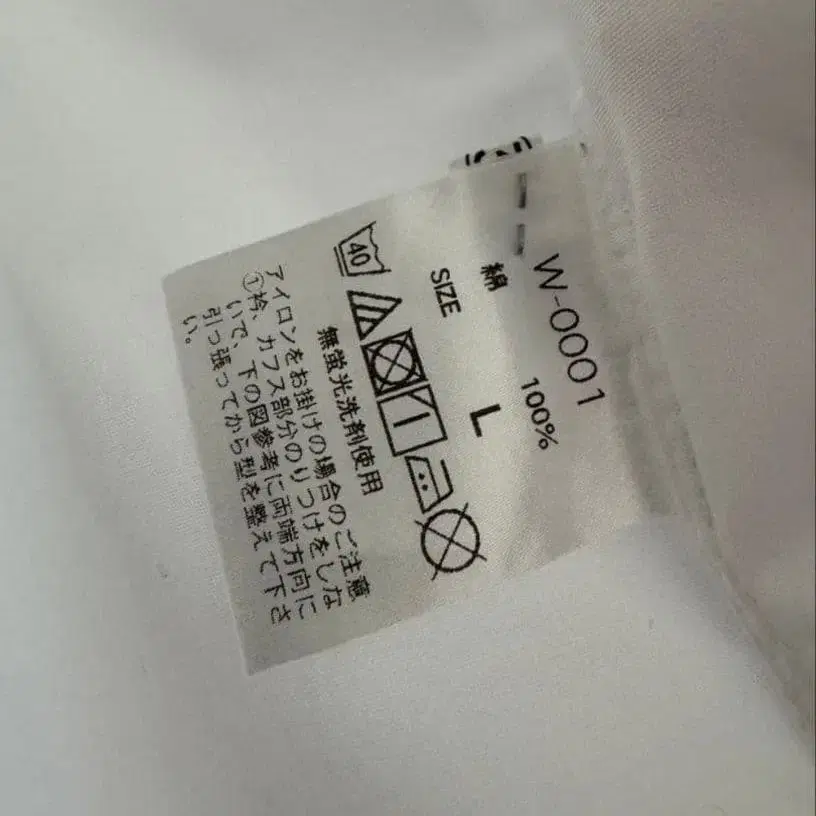 W-0001
綿 100%
SIZE L
40
無蛍光洗剤使用
アイロンをお掛けの場合のご注意
①衿、カフス部分のりつけをしな
いで、下の図参考に両端方向に
引っ張ってから型を整えて下さ
い。